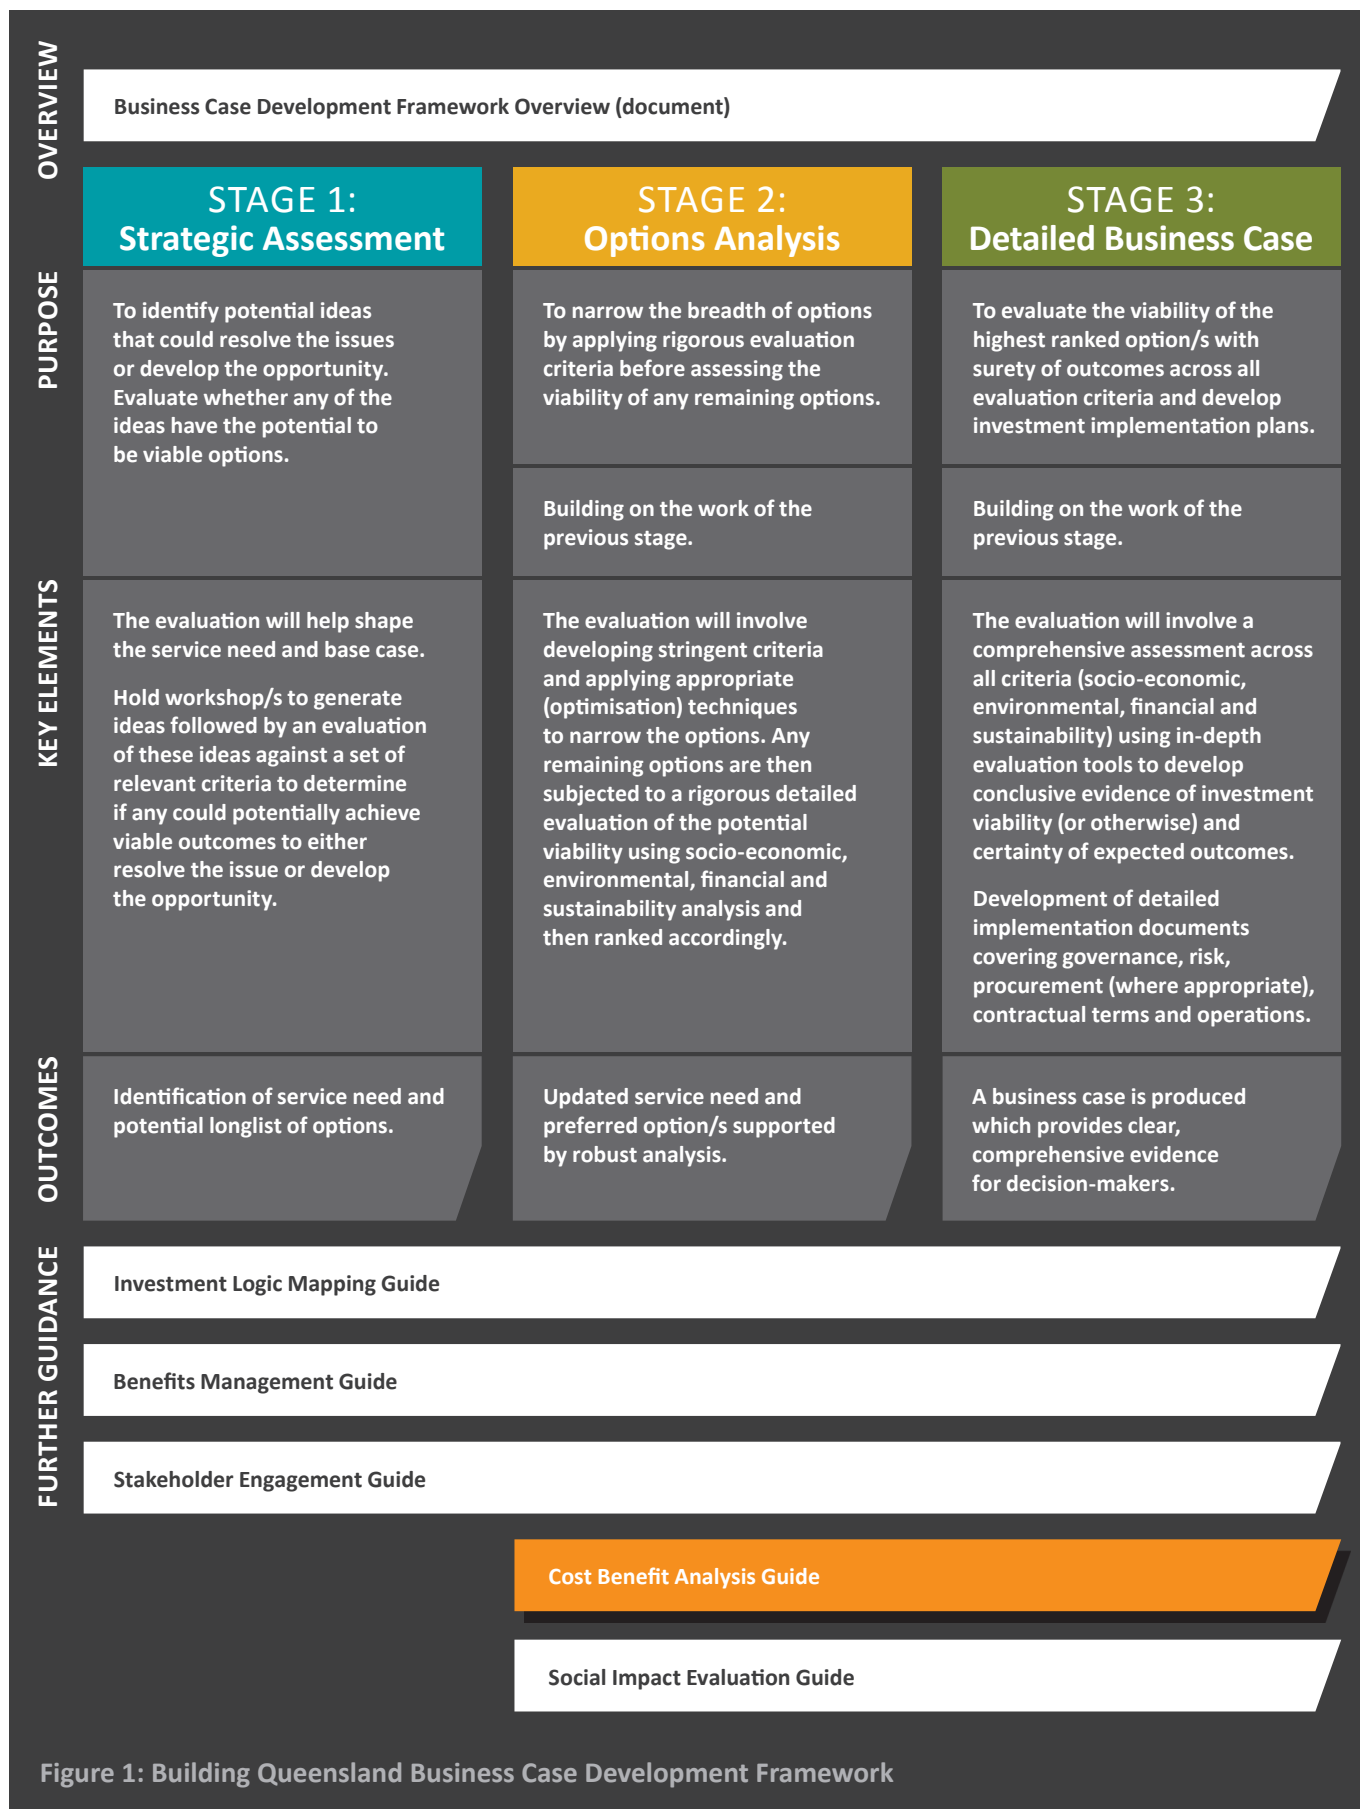 OVERVIEW
Business Case Development Framework Overview (document)
STAGE 1:
Strategic Assessment
STAGE 2:
Options Analysis
STAGE 3:
Detailed Business Case
PURPOSE
To identify potential ideas
that could resolve the issues
or develop the opportunity.
Evaluate whether any of the
ideas have the potential to
be viable options.
To narrow the breadth of options
by applying rigorous evaluation
criteria before assessing the
viability of any remaining options.
Building on the work of the
previous stage.
To evaluate the viability of the
highest ranked option/s with
surety of outcomes across all
evaluation criteria and develop
investment implementation plans.
Building on the work of the
previous stage.
KEY ELEMENTS
The evaluation will help shape
the service need and base case.
Hold workshop/s to generate
ideas followed by an evaluation
of these ideas against a set of
relevant criteria to determine
if any could potentially achieve
viable outcomes to either
resolve the issue or develop
the opportunity.
The evaluation will involve
developing stringent criteria
and applying appropriate
(optimisation) techniques
to narrow the options. Any
remaining options are then
subjected to a rigorous detailed
evaluation of the potential
viability using socio-economic,
environmental, financial and
sustainability analysis and
then ranked accordingly.
The evaluation will involve a
comprehensive assessment across
all criteria (socio-economic,
environmental, financial and
sustainability) using in-depth
evaluation tools to develop
conclusive evidence of investment
viability (or otherwise) and
certainty of expected outcomes.
Development of detailed
implementation documents
covering governance, risk,
procurement (where appropriate),
contractual terms and operations.
OUTCOMES
Identification of service need and
potential longlist of options.
Updated service need and
preferred option/s supported
by robust analysis.
A business case is produced
which provides clear,
comprehensive evidence
for decision-makers.
FURTHER GUIDANCE
Investment Logic Mapping Guide
Benefits Management Guide
Stakeholder Engagement Guide
Cost Benefit Analysis Guide
Social Impact Evaluation Guide
Figure 1: Building Queensland Business Case Development Framework